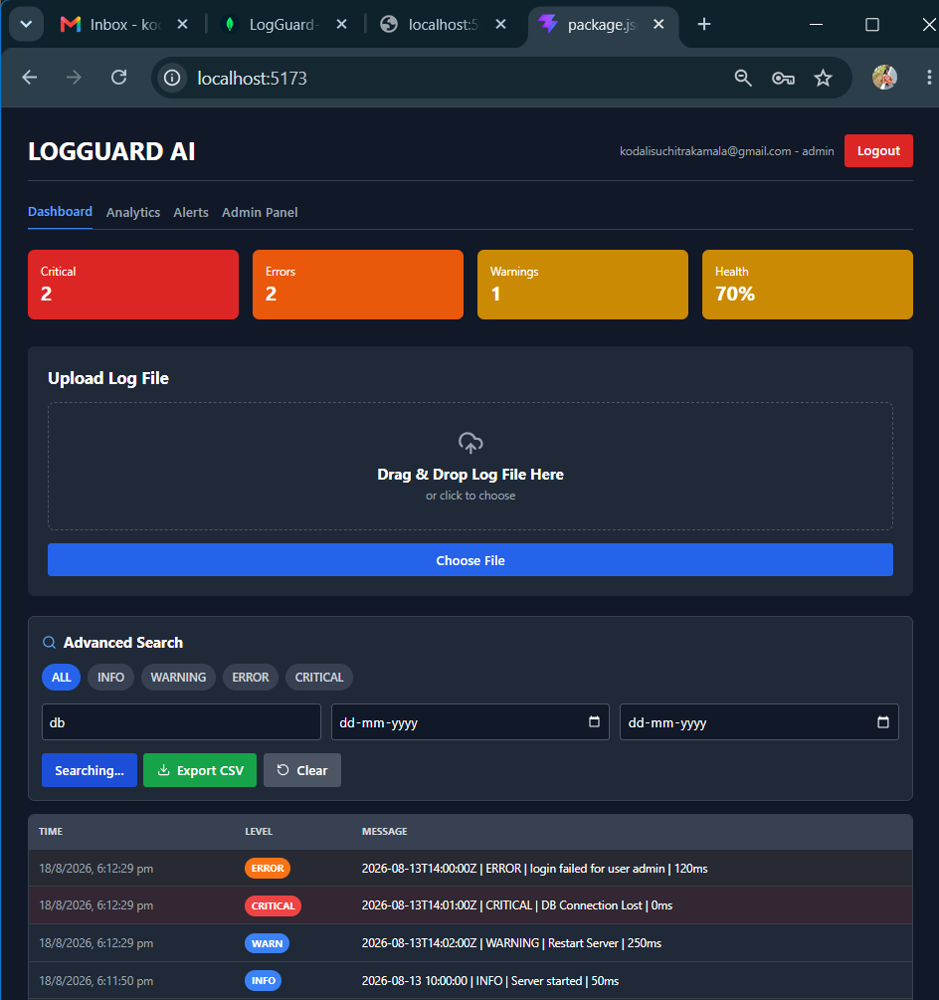 Inbox - ko
LogGuard-
localhost:5
package.js
localhost:5173
LOGGUARD AI
kodalisuchitrakamala@gmail.com - admin
Logout
Dashboard Analytics Alerts Admin Panel
Critical
2
Errors
2
Warnings
1
Health
70%
Upload Log File
Drag & Drop Log File Here
or click to choose
Choose File
Advanced Search
ALL INFO WARNING ERROR CRITICAL
db dd-mm-yyyy dd-mm-yyyy
Searching... Export CSV Clear
TIME LEVEL MESSAGE
18/8/2026, 6:12:29 pm ERROR 2026-08-13T14:00:00Z | ERROR | login failed for user admin | 120ms
18/8/2026, 6:12:29 pm CRITICAL 2026-08-13T14:01:00Z | CRITICAL | DB Connection Lost | 0ms
18/8/2026, 6:12:29 pm WARN 2026-08-13T14:02:00Z | WARNING | Restart Server | 250ms
18/8/2026, 6:11:50 pm INFO 2026-08-13 10:00:00 | INFO | Server started | 50ms